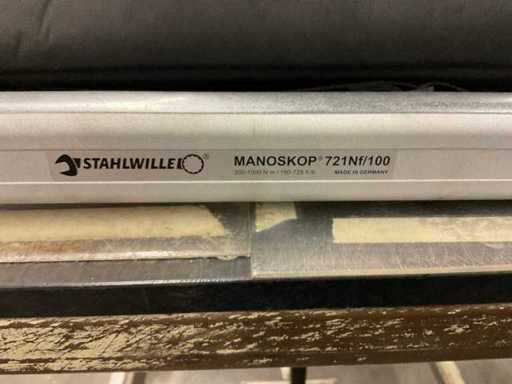 STAHLWILLE ®
MANOSKOP® 721Nf/100
200-1000 N·m / 150-725 ft·lb
MADE IN GERMANY